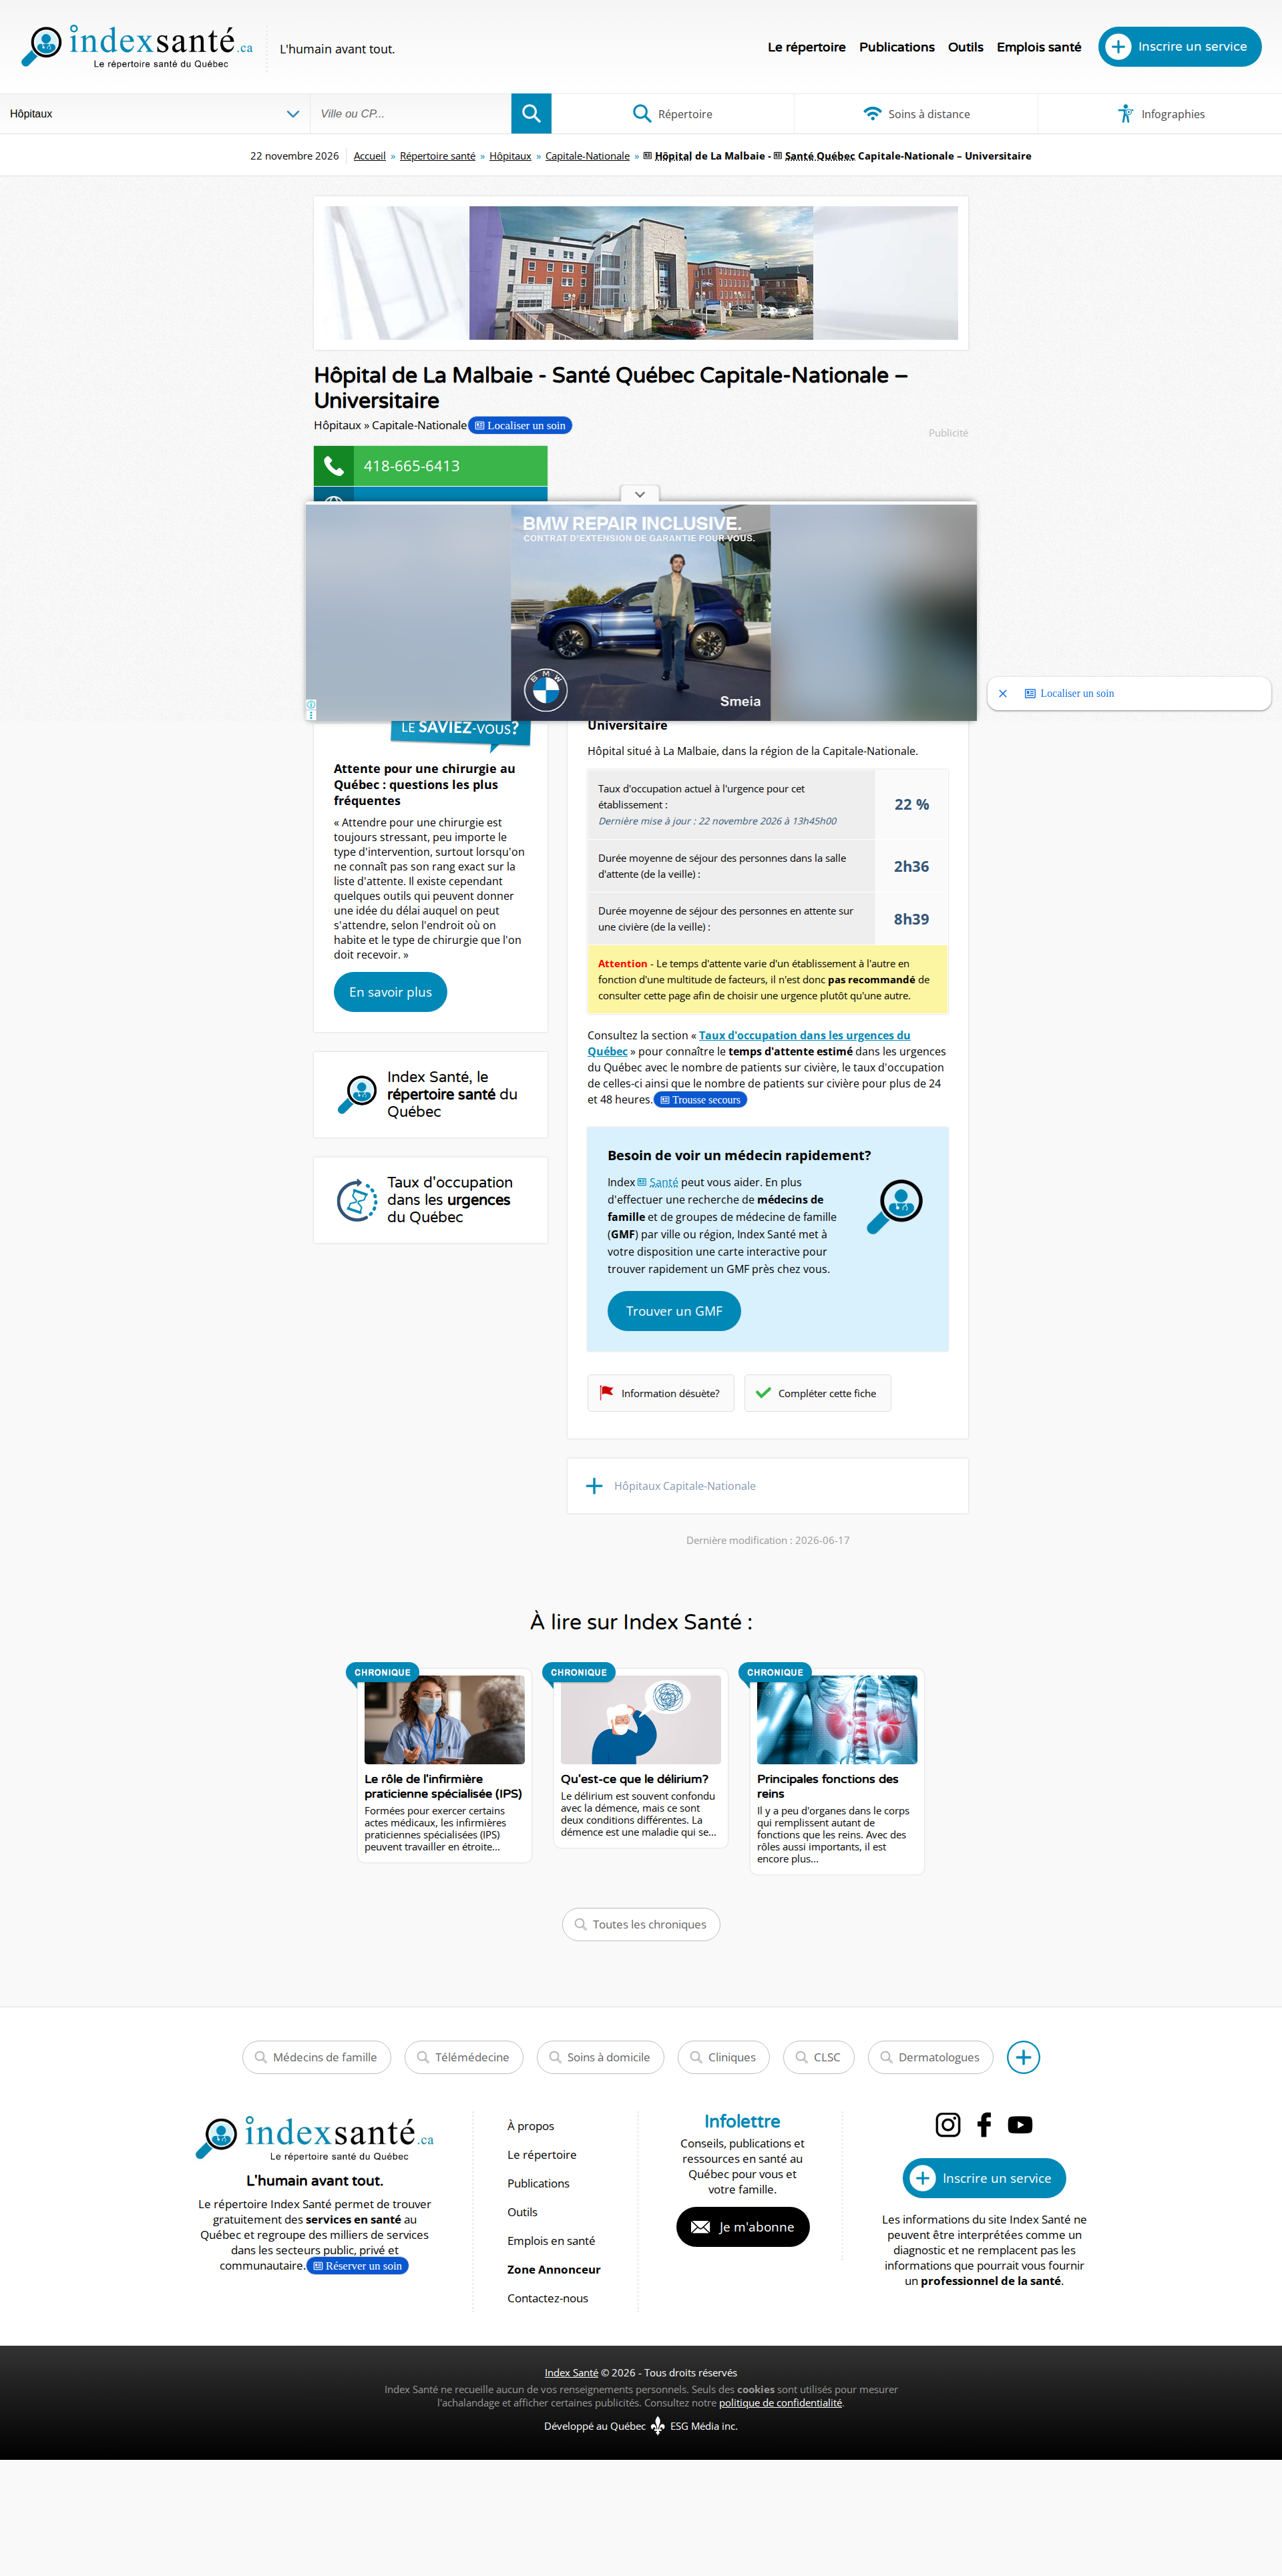 indexsanté.ca
Le répertoire santé du Québec
L'humain avant tout.
Le répertoire
Publications
Outils
Emplois santé
Inscrire un service
Hôpitaux
Ville ou CP...
Répertoire
Soins à distance
Infographies
22 novembre 2026
Accueil » Répertoire santé » Hôpitaux » Capitale-Nationale » Hôpital de La Malbaie - Santé Québec Capitale-Nationale – Universitaire
Hôpital de La Malbaie - Santé Québec Capitale-Nationale –
Universitaire
Hôpitaux » Capitale-Nationale Localiser un soin
Publicité
418-665-6413
BMW REPAIR INCLUSIVE.
CONTRAT D'EXTENSION DE GARANTIE POUR VOUS.
BMW
Smeia
Localiser un soin
LE SAVIEZ-VOUS?
Attente pour une chirurgie au
Québec : questions les plus
fréquentes
« Attendre pour une chirurgie est
toujours stressant, peu importe le
type d'intervention, surtout lorsqu'on
ne connaît pas son rang exact sur la
liste d'attente. Il existe cependant
quelques outils qui peuvent donner
une idée du délai auquel on peut
s'attendre, selon l'endroit où on
habite et le type de chirurgie que l'on
doit recevoir. »
En savoir plus
Index Santé, le
répertoire santé du
Québec
Taux d'occupation
dans les urgences
du Québec
Universitaire
Hôpital situé à La Malbaie, dans la région de la Capitale-Nationale.
Taux d'occupation actuel à l'urgence pour cet
établissement :
Dernière mise à jour : 22 novembre 2026 à 13h45h00
22 %
Durée moyenne de séjour des personnes dans la salle
d'attente (de la veille) :
2h36
Durée moyenne de séjour des personnes en attente sur
une civière (de la veille) :
8h39
Attention - Le temps d'attente varie d'un établissement à l'autre en
fonction d'une multitude de facteurs, il n'est donc pas recommandé de
consulter cette page afin de choisir une urgence plutôt qu'une autre.
Consultez la section « Taux d'occupation dans les urgences du
Québec » pour connaître le temps d'attente estimé dans les urgences
du Québec avec le nombre de patients sur civière, le taux d'occupation
de celles-ci ainsi que le nombre de patients sur civière pour plus de 24
et 48 heures. Trousse secours
Besoin de voir un médecin rapidement?
Index Santé peut vous aider. En plus
d'effectuer une recherche de médecins de
famille et de groupes de médecine de famille
(GMF) par ville ou région, Index Santé met à
votre disposition une carte interactive pour
trouver rapidement un GMF près chez vous.
Trouver un GMF
Information désuète?
Compléter cette fiche
Hôpitaux Capitale-Nationale
Dernière modification : 2026-06-17
À lire sur Index Santé :
CHRONIQUE
Le rôle de l'infirmière
praticienne spécialisée (IPS)
Formées pour exercer certains
actes médicaux, les infirmières
praticiennes spécialisées (IPS)
peuvent travailler en étroite...
CHRONIQUE
Qu'est-ce que le délirium?
Le délirium est souvent confondu
avec la démence, mais ce sont
deux conditions différentes. La
démence est une maladie qui se...
CHRONIQUE
Principales fonctions des
reins
Il y a peu d'organes dans le corps
qui remplissent autant de
fonctions que les reins. Avec des
rôles aussi importants, il est
encore plus...
Toutes les chroniques
Médecins de famille
Télémédecine
Soins à domicile
Cliniques
CLSC
Dermatologues
indexsanté.ca
Le répertoire santé du Québec
L'humain avant tout.
Le répertoire Index Santé permet de trouver
gratuitement des services en santé au
Québec et regroupe des milliers de services
dans les secteurs public, privé et
communautaire. Réserver un soin
À propos
Le répertoire
Publications
Outils
Emplois en santé
Zone Annonceur
Contactez-nous
Infolettre
Conseils, publications et
ressources en santé au
Québec pour vous et
votre famille.
Je m'abonne
Inscrire un service
Les informations du site Index Santé ne
peuvent être interprétées comme un
diagnostic et ne remplacent pas les
informations que pourrait vous fournir
un professionnel de la santé.
Index Santé © 2026 - Tous droits réservés
Index Santé ne recueille aucun de vos renseignements personnels. Seuls des cookies sont utilisés pour mesurer
l'achalandage et afficher certaines publicités. Consultez notre politique de confidentialité.
Développé au Québec ESG Média inc.